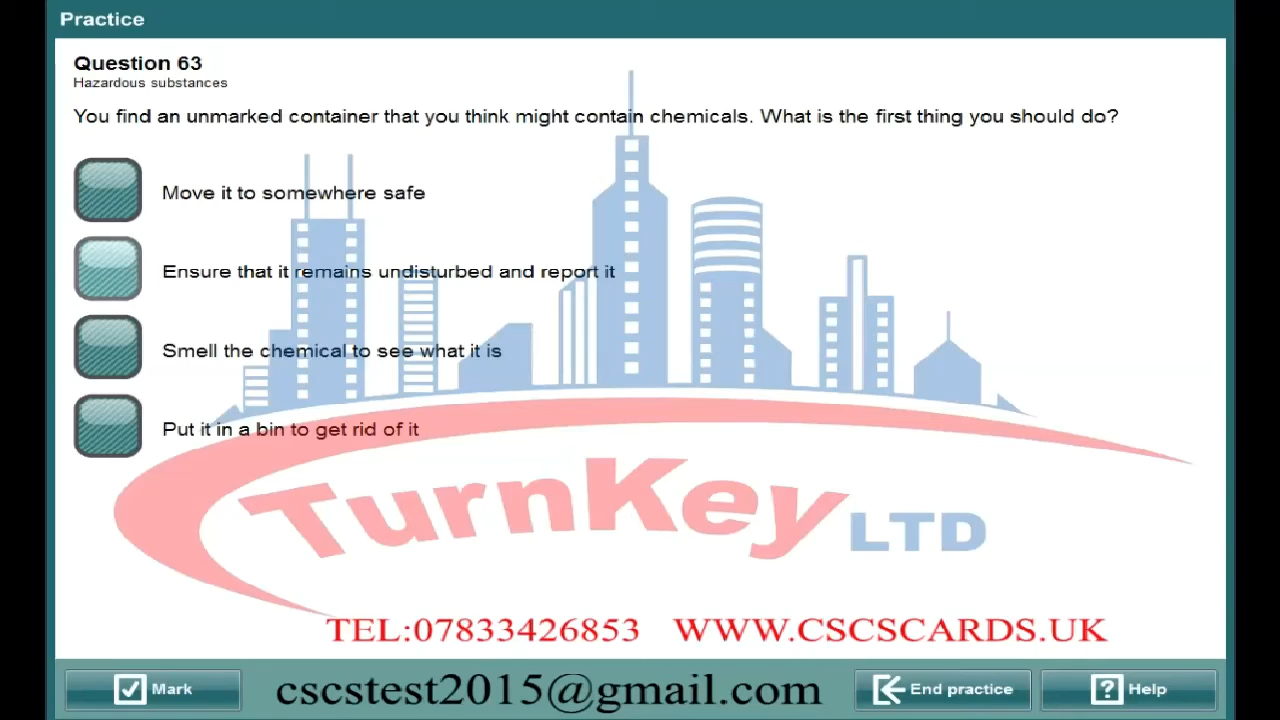 Practice
Question 63
Hazardous substances
You find an unmarked container that you think might contain chemicals. What is the first thing you should do?
Move it to somewhere safe
Ensure that it remains undisturbed and report it
Smell the chemical to see what it is
Put it in a bin to get rid of it
TurnKey LTD
TEL:07833426853 WWW.CSCSCARDS.UK
Mark cscstest2015@gmail.com End practice ? Help